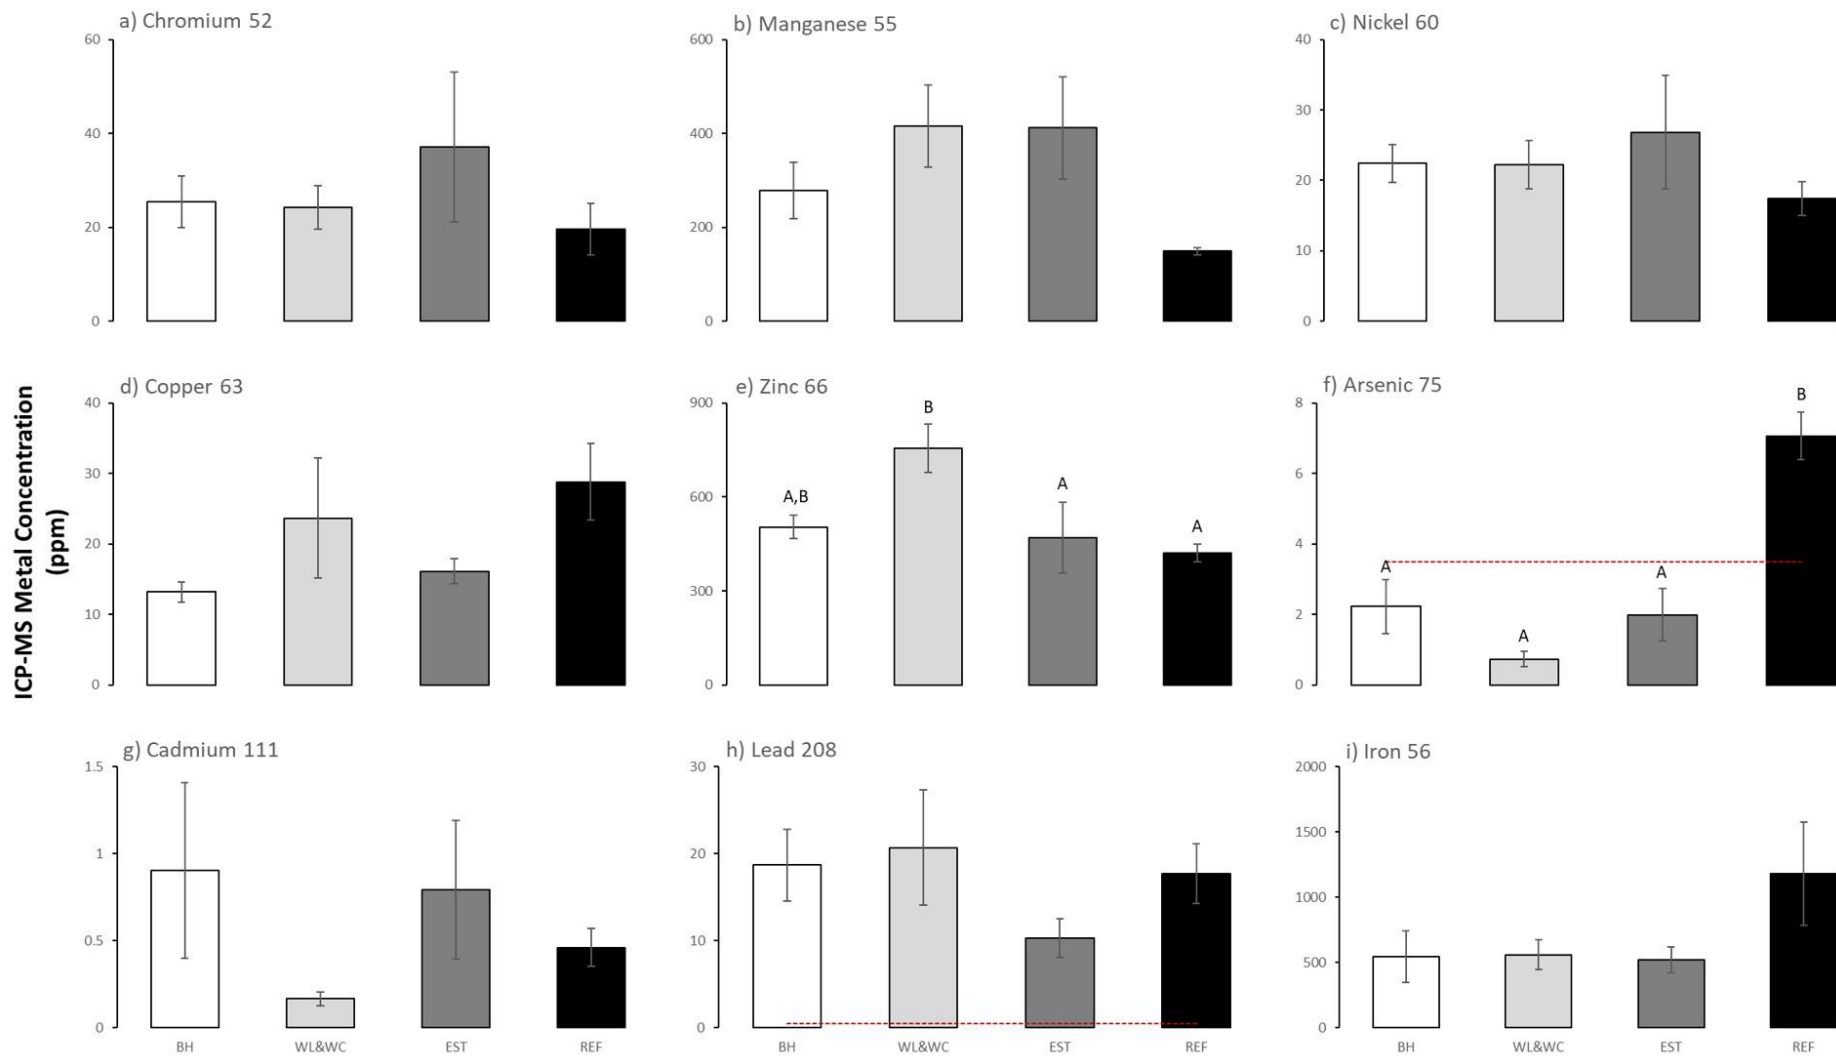 a) Chromium 52
60
40
20
0
b) Manganese 55
600
400
200
0
c) Nickel 60
40
30
20
10
0
ICP-MS Metal Concentration
(ppm)
d) Copper 63
40
30
20
10
0
e) Zinc 66
900
600
300
0
A,B
B
A
A
f) Arsenic 75
8
6
4
2
0
A
A
A
B
g) Cadmium 111
1.5
1
0.5
0
BH WL&WC EST REF
h) Lead 208
30
20
10
0
BH WL&WC EST REF
i) Iron 56
2000
1500
1000
500
0
BH WL&WC EST REF